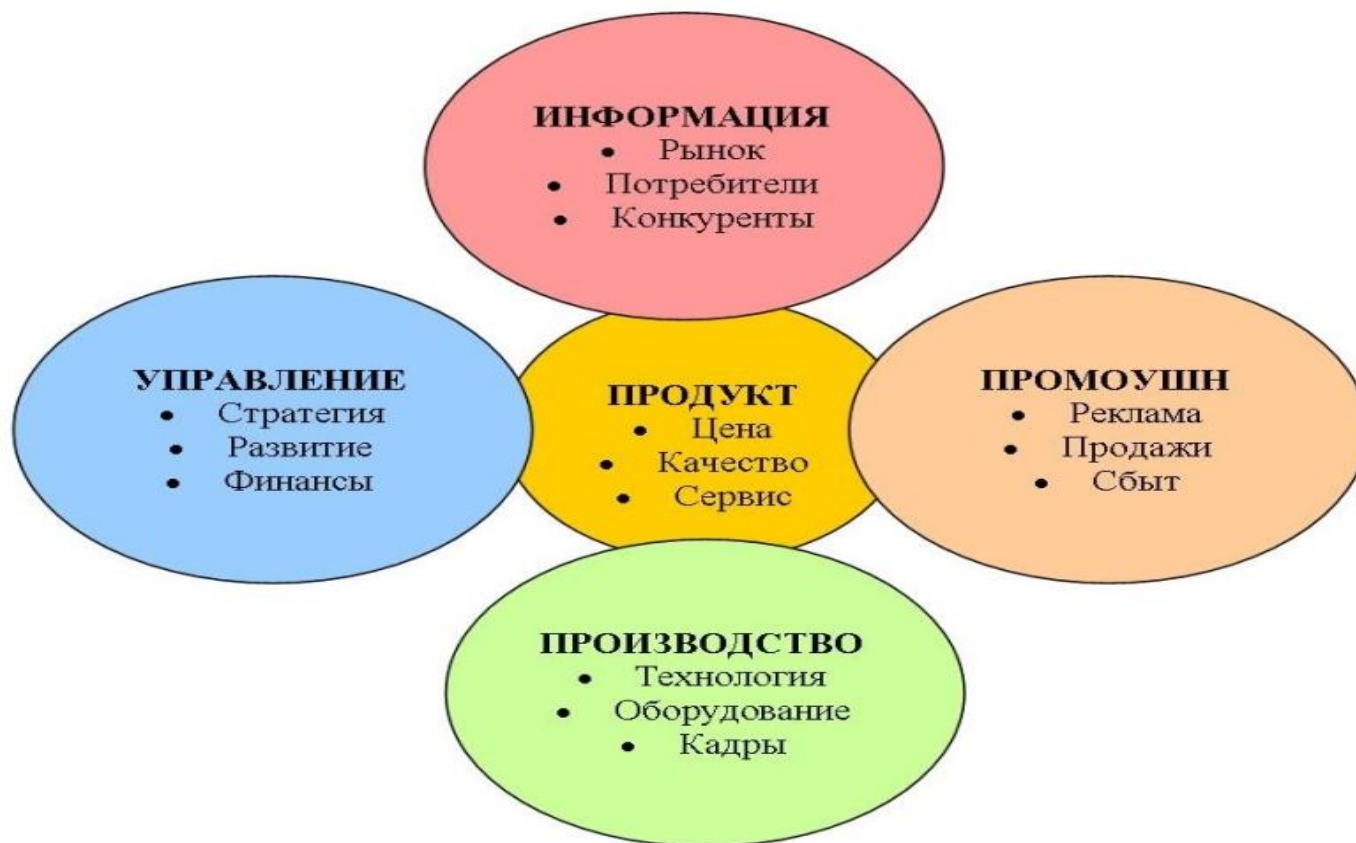 ИНФОРМАЦИЯ
• Рынок
• Потребители
• Конкуренты
УПРАВЛЕНИЕ
• Стратегия
• Развитие
• Финансы
ПРОДУКТ
• Цена
• Качество
• Сервис
ПРОМОУШН
• Реклама
• Продажи
• Сбыт
ПРОИЗВОДСТВО
• Технология
• Оборудование
• Кадры